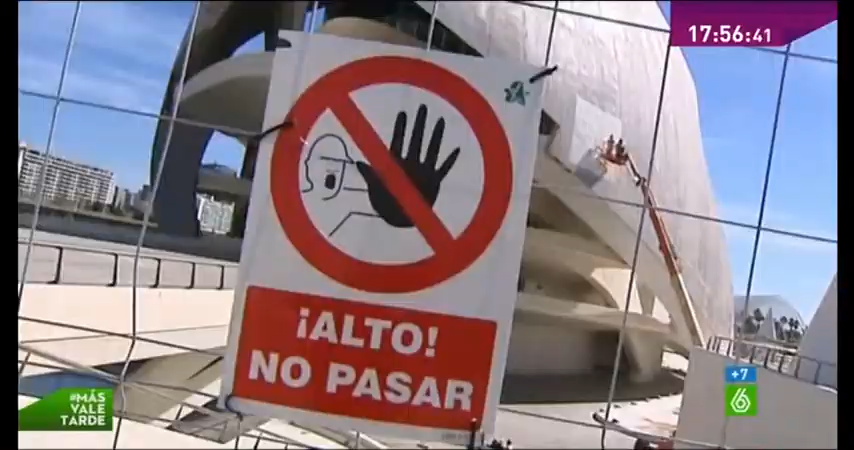 17:56:41
¡ALTO!
NO PASAR
+7
6
#MÁS
VALE
TARDE